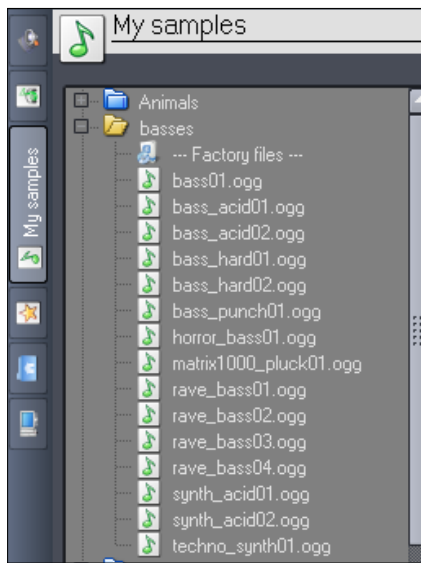 My samples
My samples
Animals
basses
--- Factory files ---
bass01.ogg
bass_acid01.ogg
bass_acid02.ogg
bass_hard01.ogg
bass_hard02.ogg
bass_punch01.ogg
horror_bass01.ogg
matrix1000_pluck01.ogg
rave_bass01.ogg
rave_bass02.ogg
rave_bass03.ogg
rave_bass04.ogg
synth_acid01.ogg
synth_acid02.ogg
techno_synth01.ogg